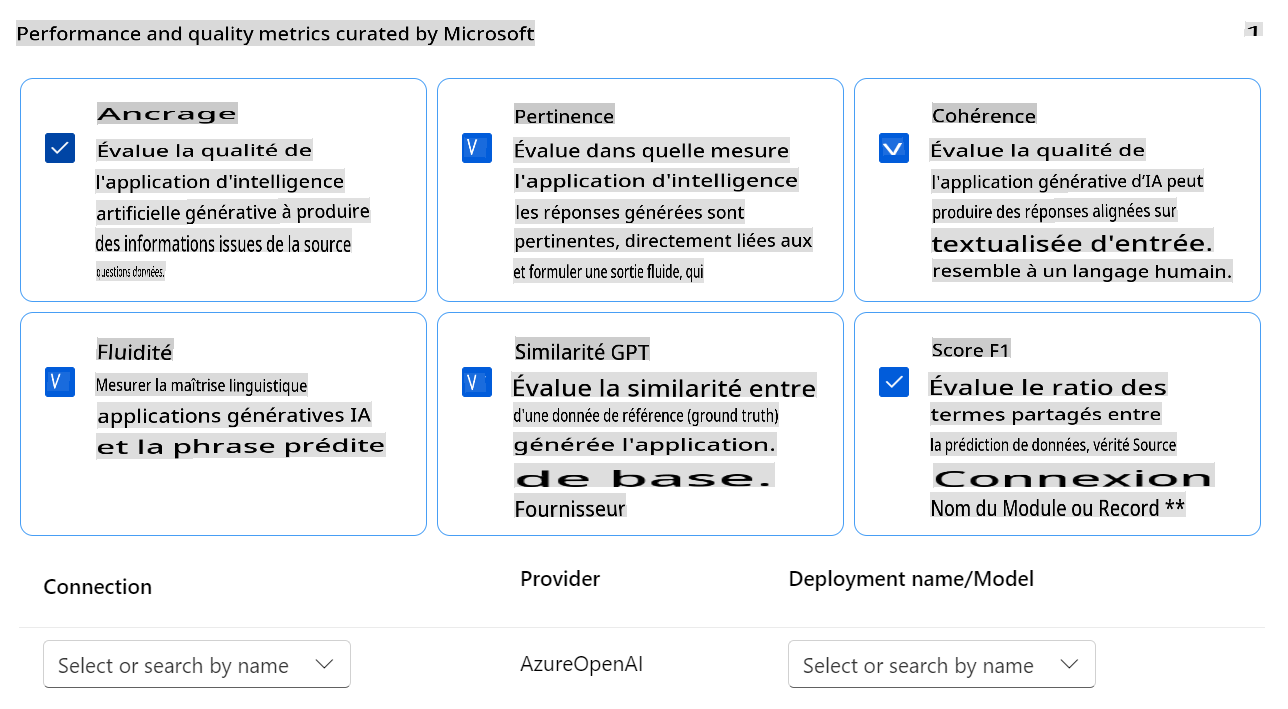 Performance and quality metrics curated by Microsoft
1
Ancrage
Évalue la qualité de
l'application d'intelligence
artificielle générative à produire
des informations issues de la source
questions données.
Pertinence
Évalue dans quelle mesure
l'application d'intelligence
les réponses générées sont
pertinentes, directement liées aux
et formuler une sortie fluide, qui
Cohérence
Évalue la qualité de
l'application générative d’IA peut
produire des réponses alignées sur
textualisée d'entrée.
resemble à un langage humain.
Fluidité
Mesurer la maîtrise linguistique
applications génératives IA
et la phrase prédite
Similarité GPT
Évalue la similarité entre
d'une donnée de référence (ground truth)
générée l'application.
de base.
Fournisseur
Score F1
Évalue le ratio des
termes partagés entre
la prédiction de données, vérité Source
Connexion
Nom du Module ou Record **
Connection
Provider
Deployment name/Model
Select or search by name
AzureOpenAI
Select or search by name